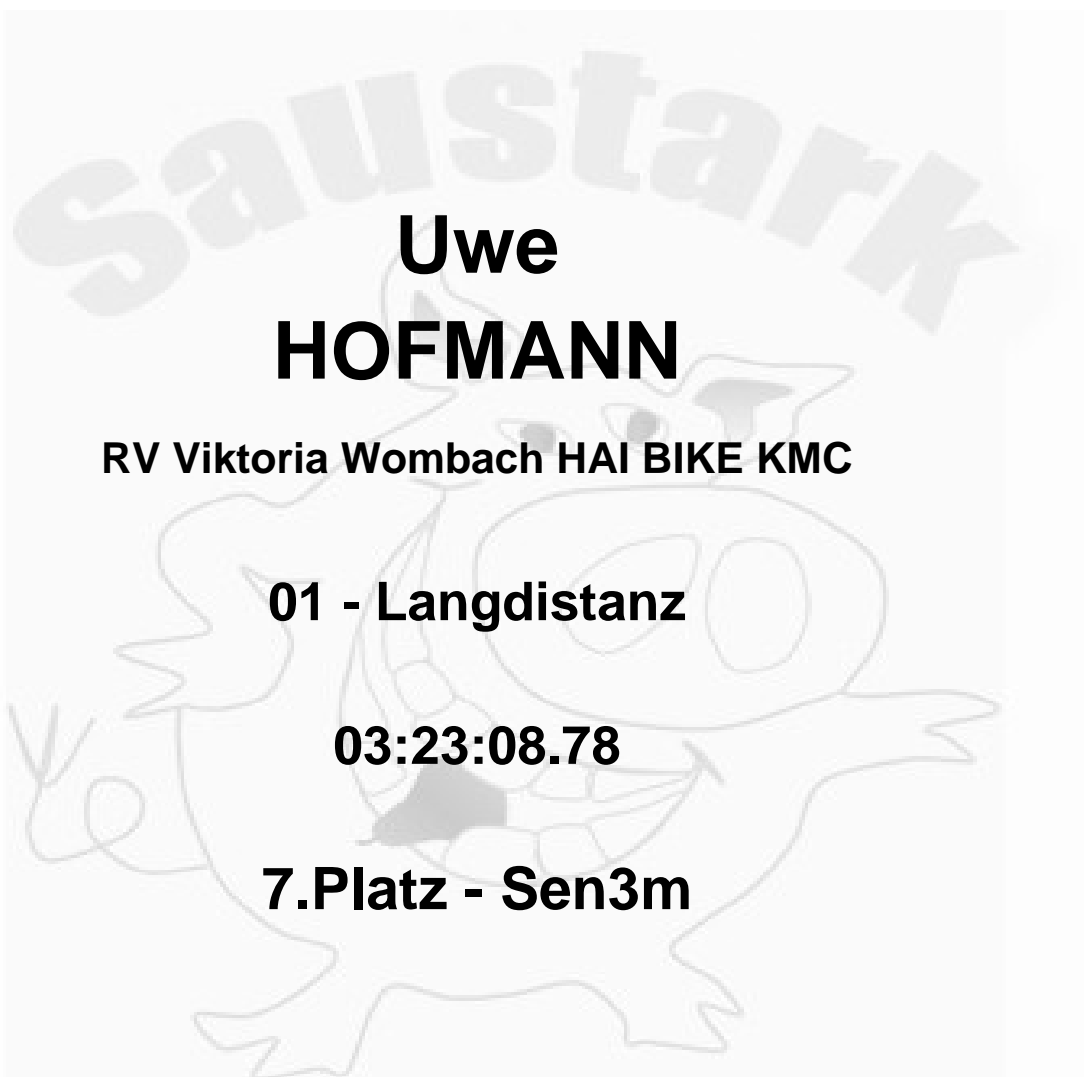 Saustark
Uwe
HOFMANN
RV Viktoria Wombach HAI BIKE KMC
01 - Langdistanz
03:23:08.78
7.Platz - Sen3m